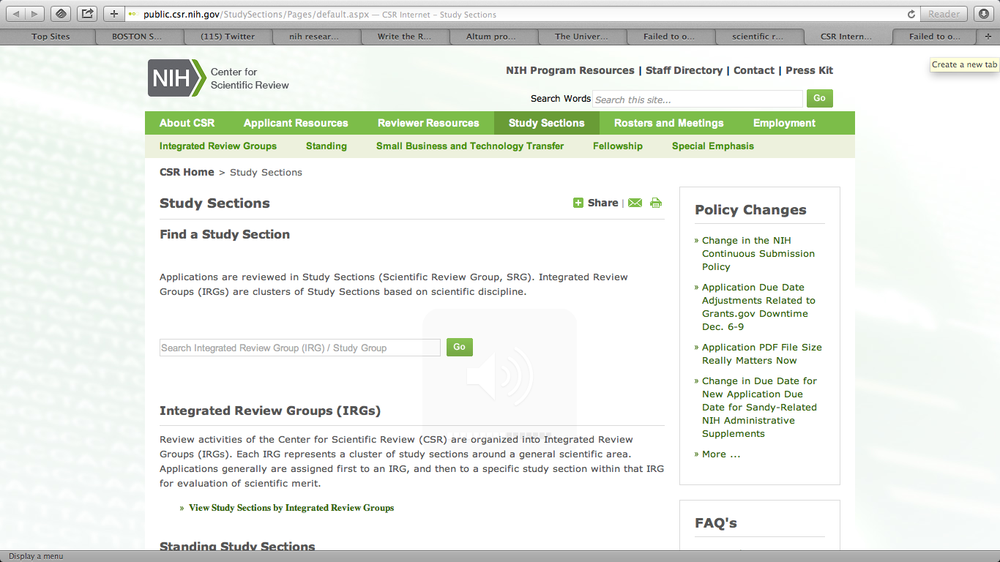 public.csr.nih.gov/StudySections/Pages/default.aspx — CSR Internet – Study Sections
Reader
Top Sites
BOSTON S...
(115) Twitter
nih resear...
Write the R...
Altum pro...
The Univer...
Failed to o...
scientific r...
CSR Intern...
Failed to o...
Create a new tab
NIH
Center for
Scientific Review
NIH Program Resources | Staff Directory | Contact | Press Kit
Search Words Search this site... Go
About CSR Applicant Resources Reviewer Resources Study Sections Rosters and Meetings Employment
Integrated Review Groups Standing Small Business and Technology Transfer Fellowship Special Emphasis
CSR Home > Study Sections
Study Sections
Share |
Find a Study Section
Applications are reviewed in Study Sections (Scientific Review Group, SRG). Integrated Review
Groups (IRGs) are clusters of Study Sections based on scientific discipline.
Search Integrated Review Group (IRG) / Study Group Go
Integrated Review Groups (IRGs)
Review activities of the Center for Scientific Review (CSR) are organized into Integrated Review
Groups (IRGs). Each IRG represents a cluster of study sections around a general scientific area.
Applications generally are assigned first to an IRG, and then to a specific study section within that IRG
for evaluation of scientific merit.
» View Study Sections by Integrated Review Groups
Standing Study Sections
Policy Changes
» Change in the NIH
Continuous Submission
Policy
» Application Due Date
Adjustments Related to
Grants.gov Downtime
Dec. 6-9
» Application PDF File Size
Really Matters Now
» Change in Due Date for
New Application Due
Date for Sandy-Related
NIH Administrative
Supplements
» More ...
FAQ's
Display a menu